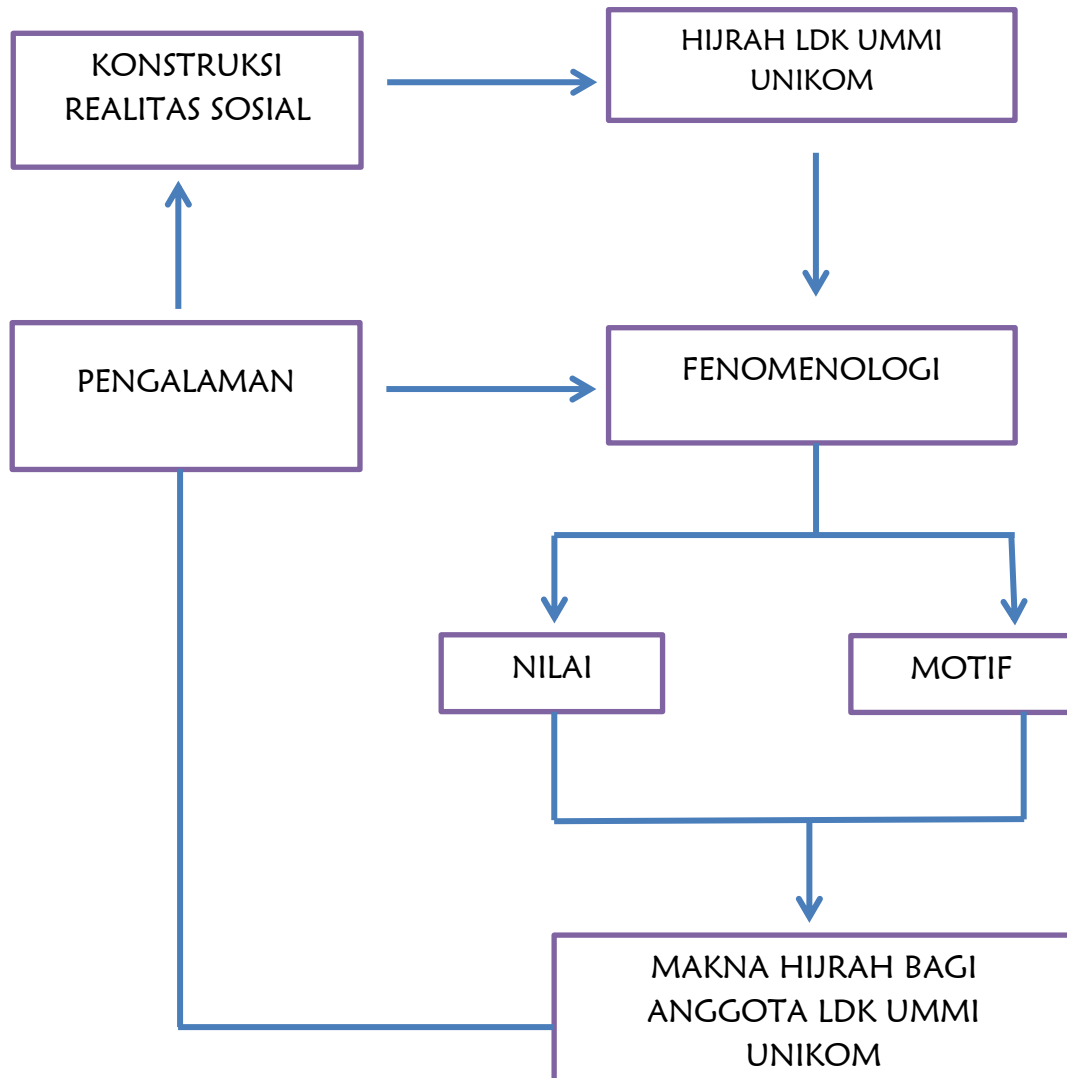 KONSTRUKSI
REALITAS SOSIAL
HIJRAH LDK UMMI
UNIKOM
PENGALAMAN
FENOMENOLOGI
NILAI
MOTIF
MAKNA HIJRAH BAGI
ANGGOTA LDK UMMI
UNIKOM